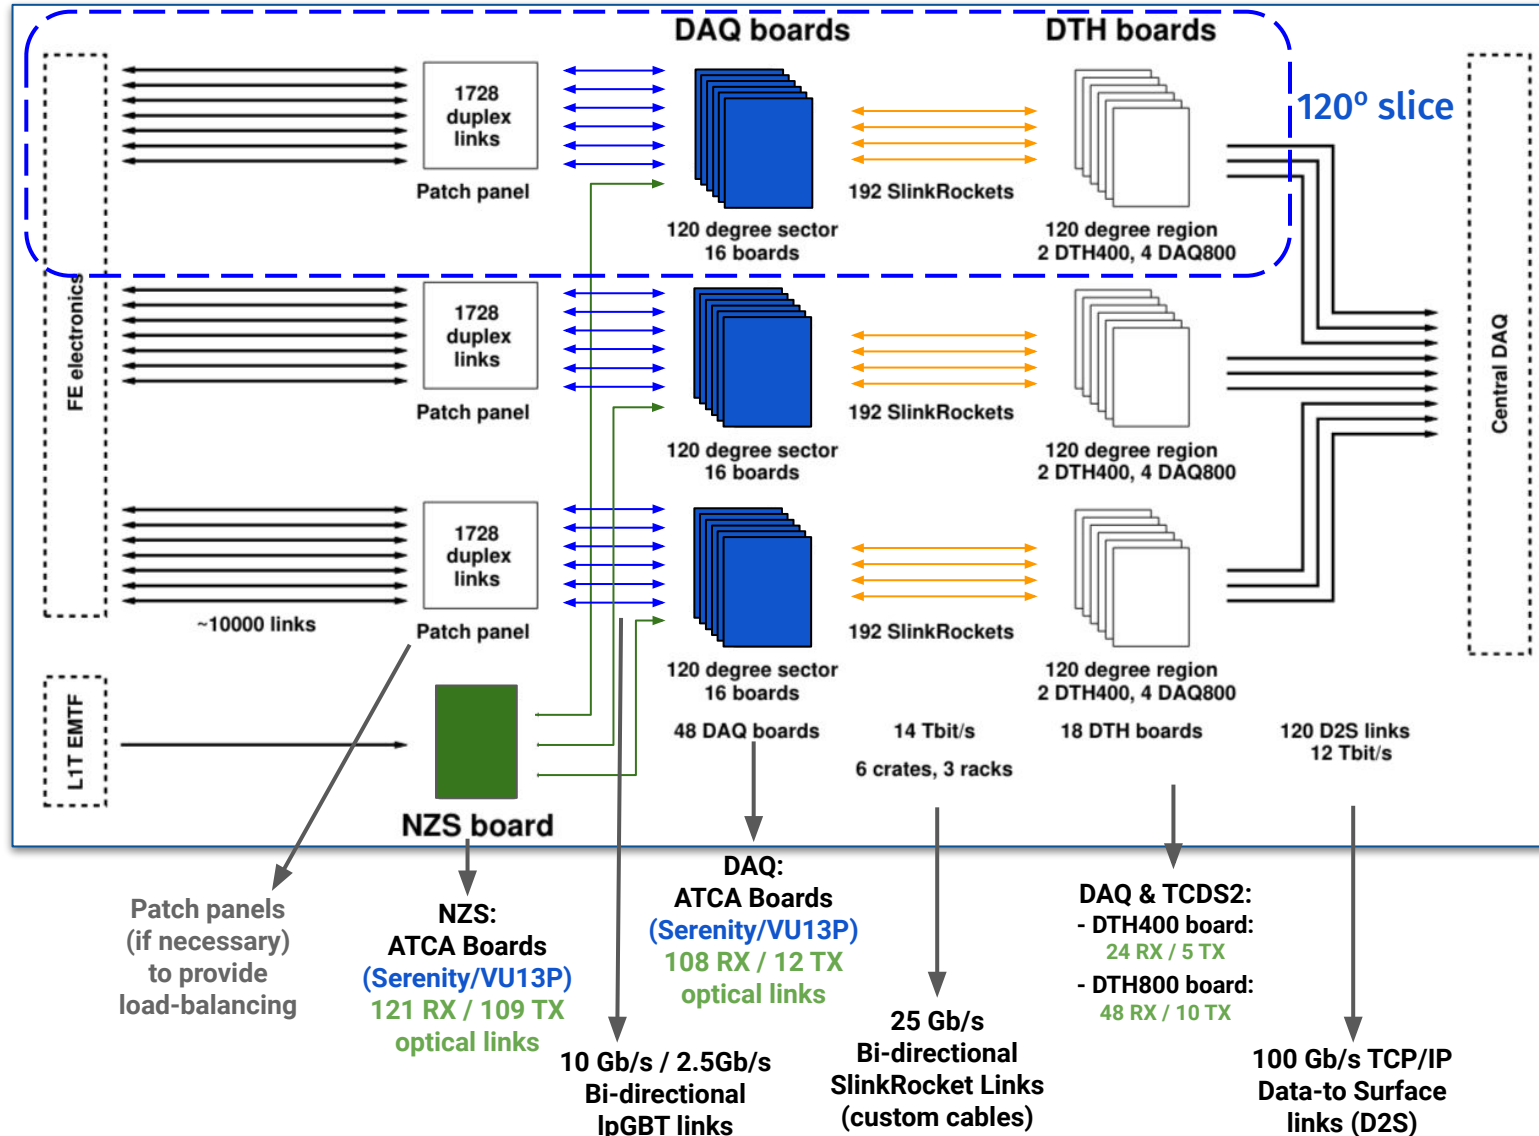 DAQ boards
DTH boards
120º slice
FE electronics
1728
duplex
links
Patch panel
120 degree sector
16 boards
192 SlinkRockets
120 degree region
2 DTH400, 4 DAQ800
1728
duplex
links
Patch panel
120 degree sector
16 boards
192 SlinkRockets
120 degree region
2 DTH400, 4 DAQ800
Central DAQ
~10000 links
1728
duplex
links
Patch panel
120 degree sector
16 boards
192 SlinkRockets
120 degree region
2 DTH400, 4 DAQ800
L1T EMTF
NZS board
48 DAQ boards
14 Tbit/s
6 crates, 3 racks
18 DTH boards
120 D2S links
12 Tbit/s
Patch panels
(if necessary)
to provide
load-balancing
NZS:
ATCA Boards
(Serenity/VU13P)
121 RX / 109 TX
optical links
10 Gb/s / 2.5Gb/s
Bi-directional
lpGBT links
DAQ:
ATCA Boards
(Serenity/VU13P)
108 RX / 12 TX
optical links
25 Gb/s
Bi-directional
SlinkRocket Links
(custom cables)
DAQ & TCDS2:
- DTH400 board:
24 RX / 5 TX
- DTH800 board:
48 RX / 10 TX
100 Gb/s TCP/IP
Data-to Surface
links (D2S)